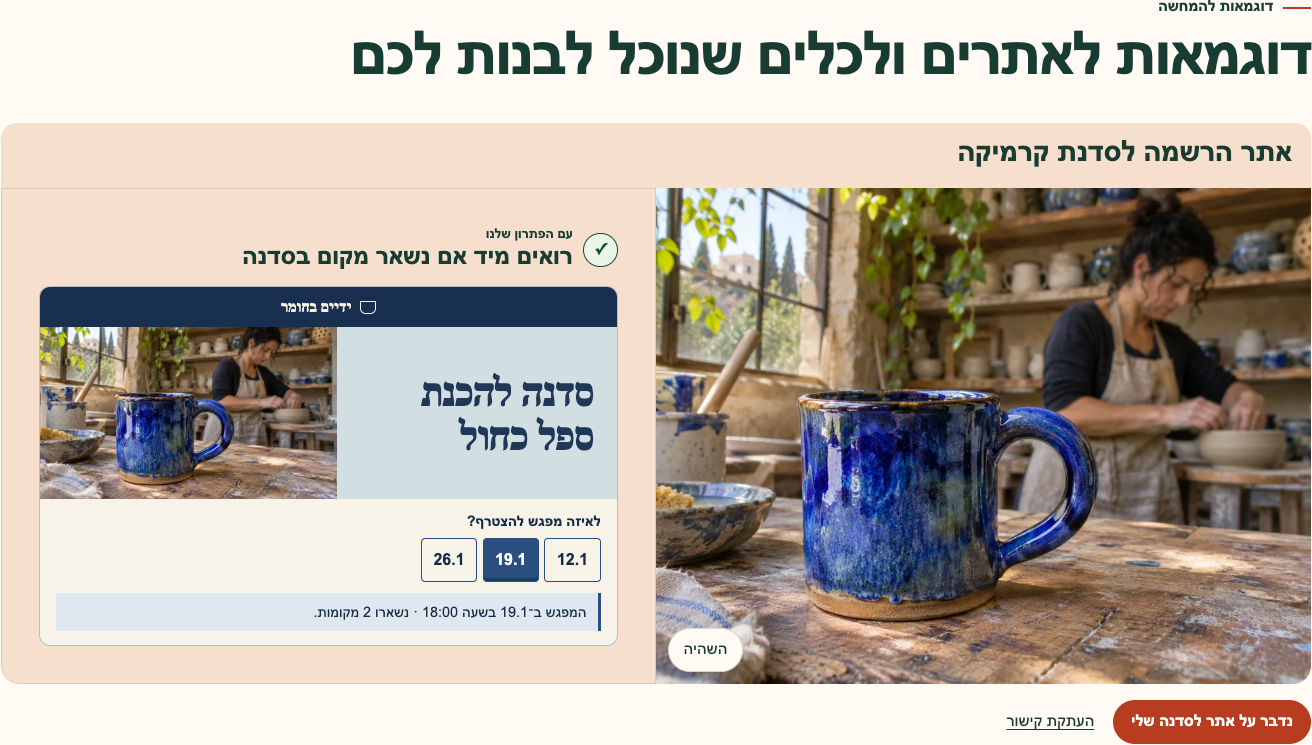 דוגמאות להמחשה
דוגמאות לאתרים ולכלים שנוכל לבנות לכם
אתר הרשמה לסדנת קרמיקה
עם הפתרון שלנו
רואים מיד אם נשאר מקום בסדנה
ידיים בחומר
סדנה להכנת
ספל כחול
לאיזה מפגש להצטרף?
12.1
19.1
26.1
המפגש ב־19.1 בשעה 18:00 · נשארו 2 מקומות.
השהיה
נדבר על אתר לסדנה שלי
העתקת קישור